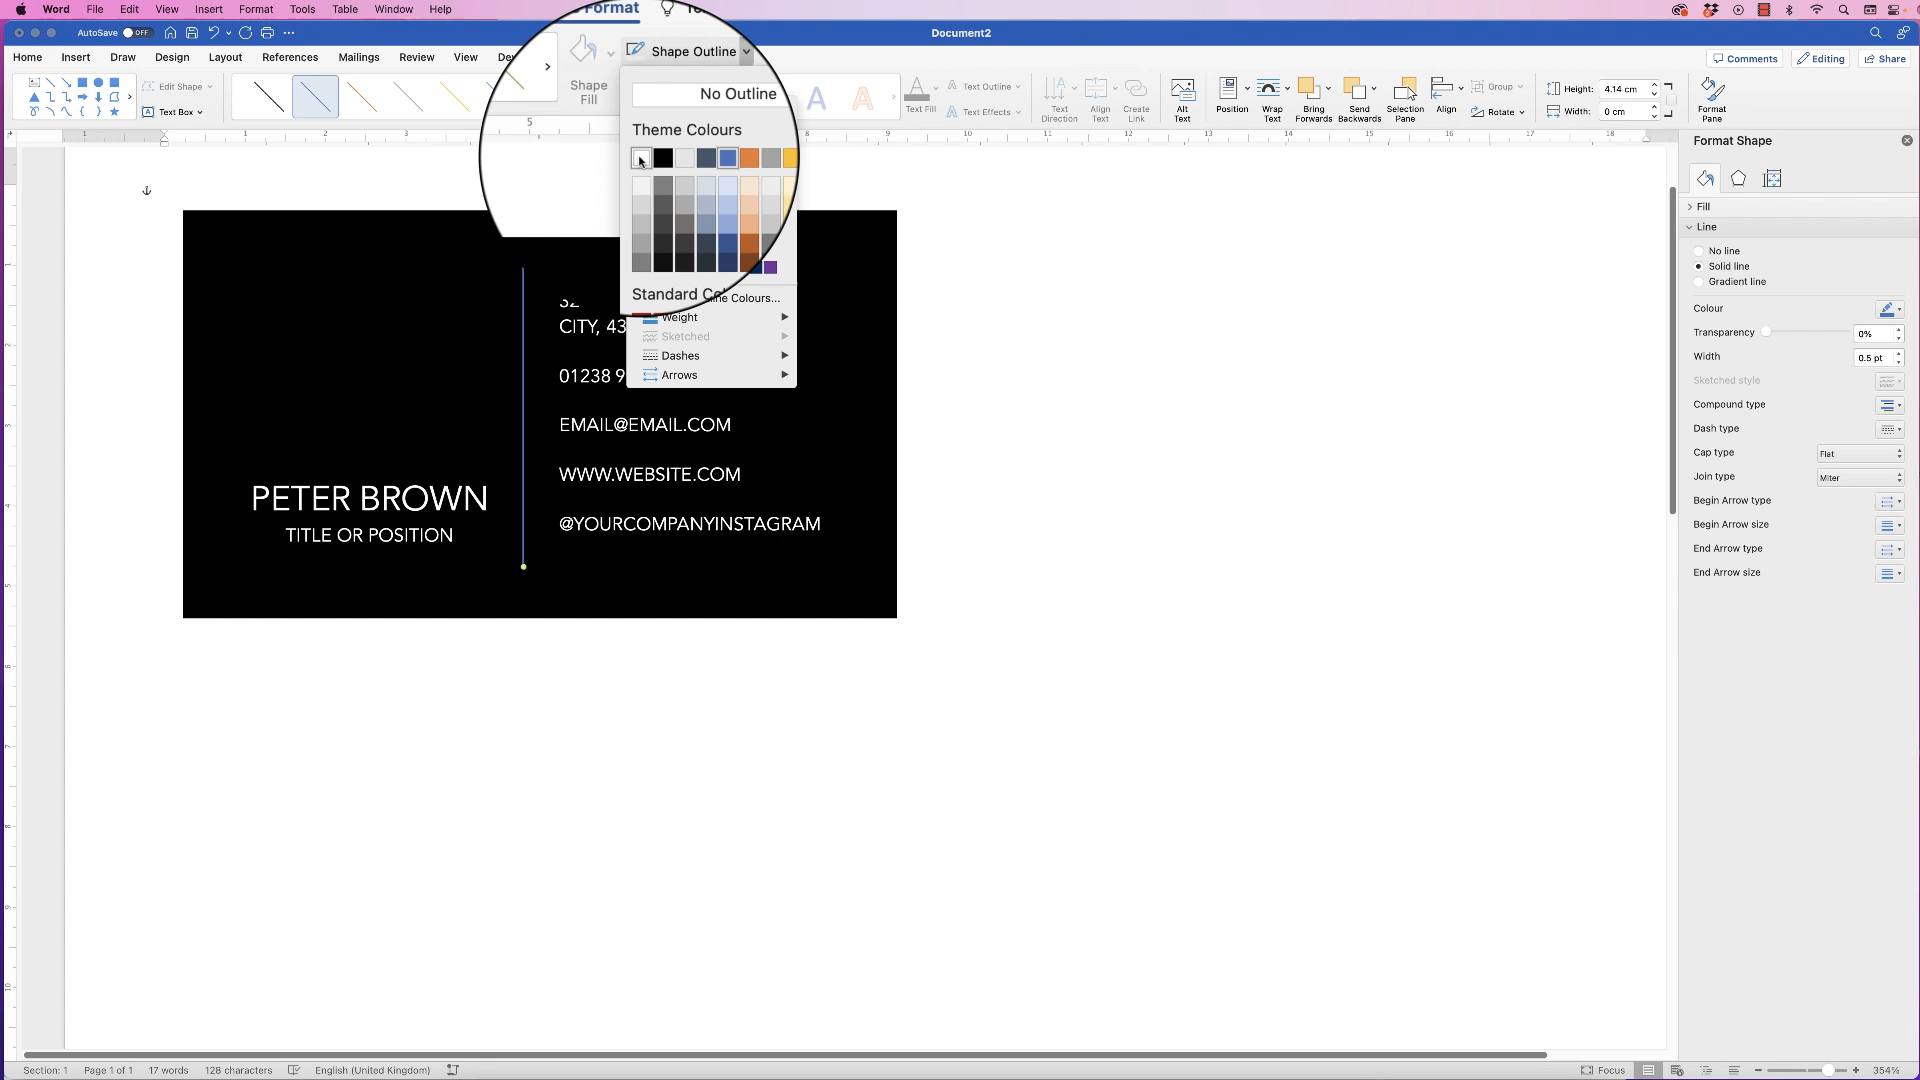 Word File Edit View Insert Format Tools Table Window Help
AutoSave OFF
Document2
Home Insert Draw Design Layout References Mailings Review View
Format
Comments Editing Share
Shape Outline
Edit Shape
Text Box
Shape Fill
No Outline
Theme Colours
Text Fill
Text Outline
Text Effects
Text Direction
Align Text
Create Link
Alt Text
Position
Wrap Text
Bring Forwards
Send Backwards
Selection Pane
Align
Group
Rotate
Height: 4.14 cm
Width: 0 cm
Format Pane
Weight
Sketched
Dashes
Arrows
CITY, 43
01238 9
EMAIL@EMAIL.COM
WWW.WEBSITE.COM
@YOURCOMPANYINSTAGRAM
PETER BROWN
TITLE OR POSITION
Format Shape
Fill
Line
No line
Solid line
Gradient line
Colour
Transparency 0%
Width 0.5 pt
Sketched style
Compound type
Dash type
Cap type Flat
Join type Miter
Begin Arrow type
Begin Arrow size
End Arrow type
End Arrow size
Section: 1 Page 1 of 1 17 words 128 characters English (United Kingdom) Focus 354%